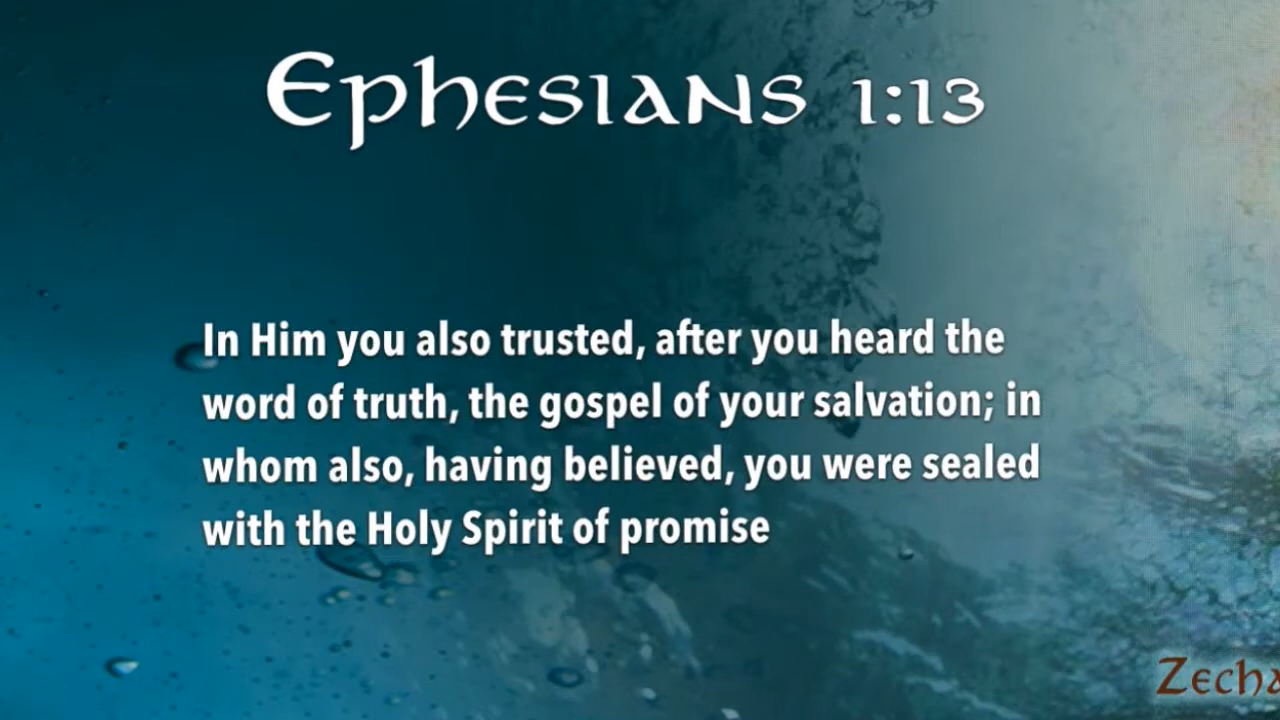 Ephesians 1:13
In Him you also trusted, after you heard the
word of truth, the gospel of your salvation; in
whom also, having believed, you were sealed
with the Holy Spirit of promise
Zecha